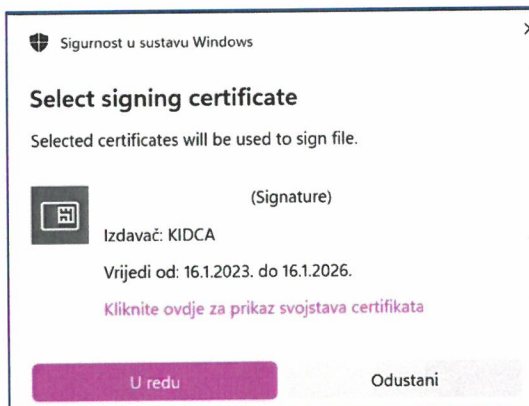 Sigurnost u sustavu Windows
Select signing certificate
Selected certificates will be used to sign file.
(Signature)
Izdavač: KIDCA
Vrijedi od: 16.1.2023. do 16.1.2026.
Kliknite ovdje za prikaz svojstava certifikata
U redu
Odustani